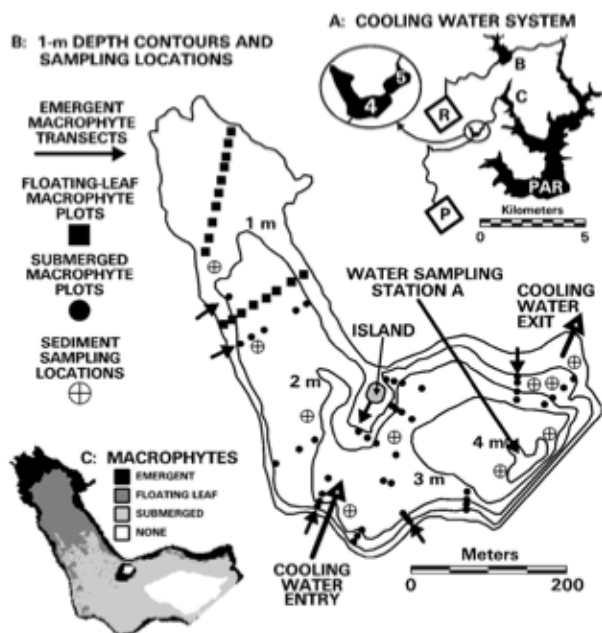 A: COOLING WATER SYSTEM
B: 1-m DEPTH CONTOURS AND
SAMPLING LOCATIONS
B
C
5
4
R
P
PAR
Kilometers
0 5
EMERGENT
MACROPHYTE
TRANSECTS
FLOATING-LEAF
MACROPHYTE
PLOTS
SUBMERGED
MACROPHYTE
PLOTS
SEDIMENT
SAMPLING
LOCATIONS
1 m
WATER SAMPLING
STATION A
COOLING
WATER
EXIT
ISLAND
2 m
4 m
3 m
C: MACROPHYTES
EMERGENT
FLOATING LEAF
SUBMERGED
NONE
COOLING
WATER
ENTRY
Meters
0 200